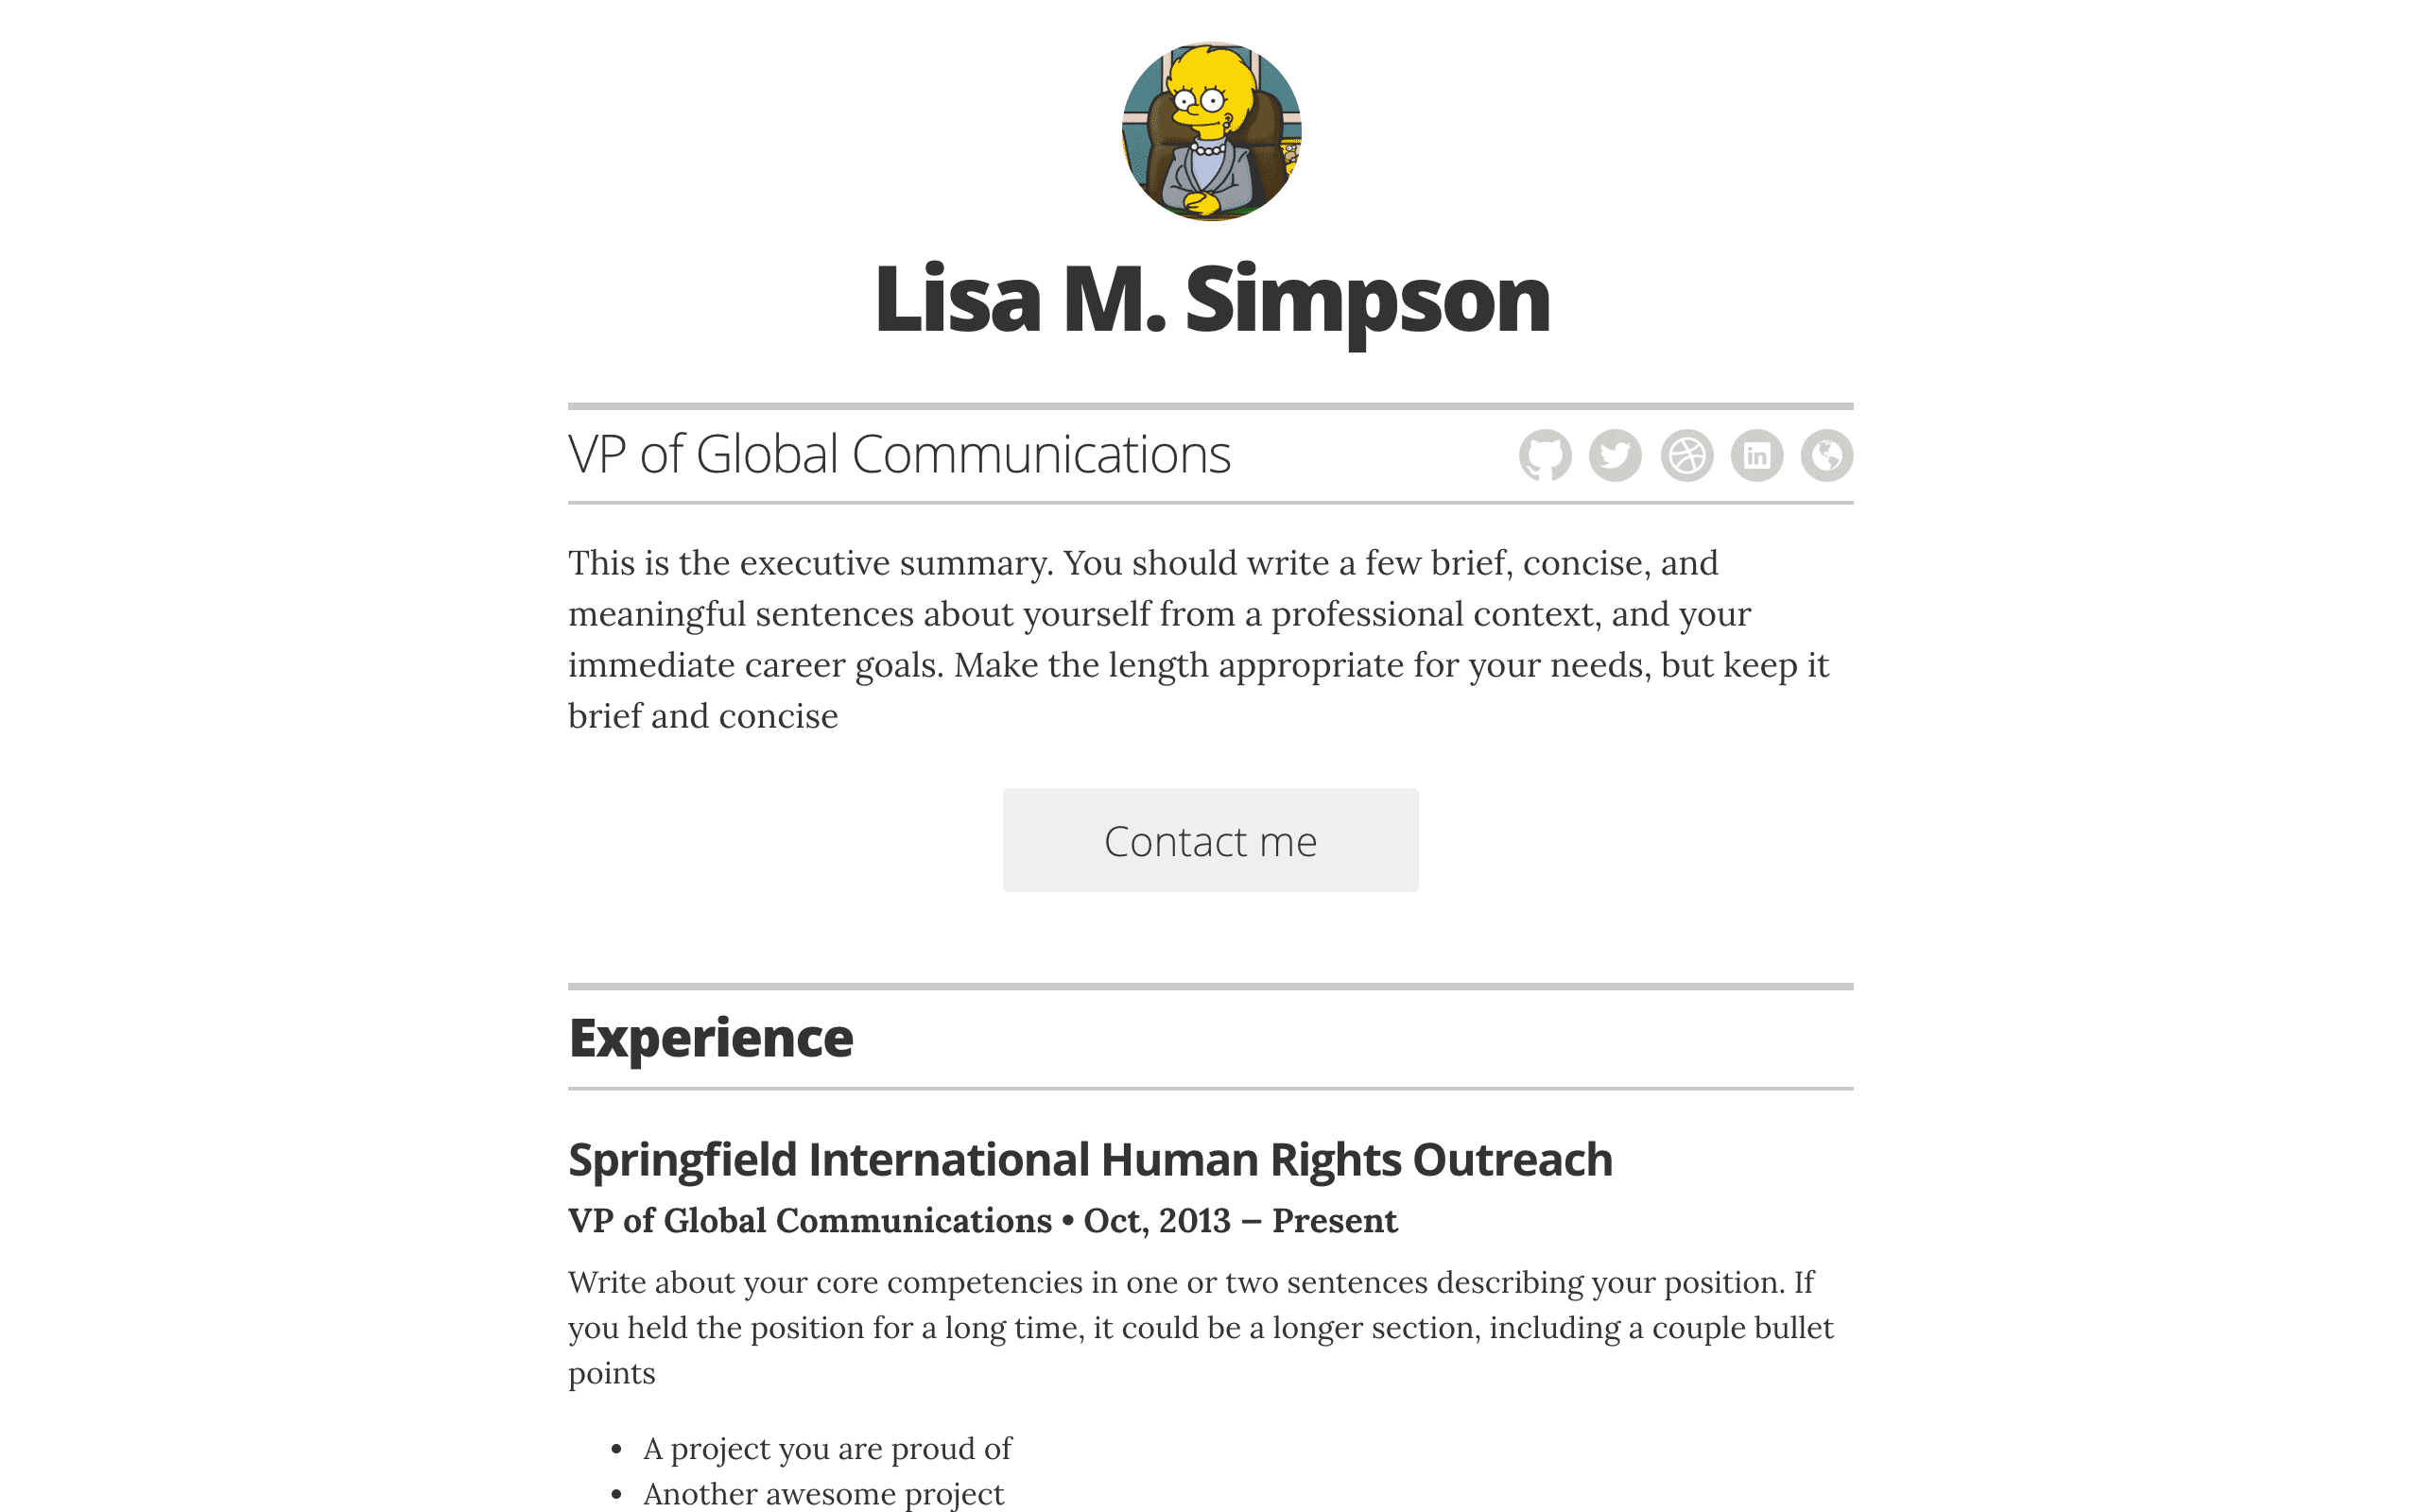 Lisa M. Simpson
VP of Global Communications
This is the executive summary. You should write a few brief, concise, and
meaningful sentences about yourself from a professional context, and your
immediate career goals. Make the length appropriate for your needs, but keep it
brief and concise
Contact me
Experience
Springfield International Human Rights Outreach
VP of Global Communications • Oct, 2013 — Present
Write about your core competencies in one or two sentences describing your position. If
you held the position for a long time, it could be a longer section, including a couple bullet
points
• A project you are proud of
• Another awesome project